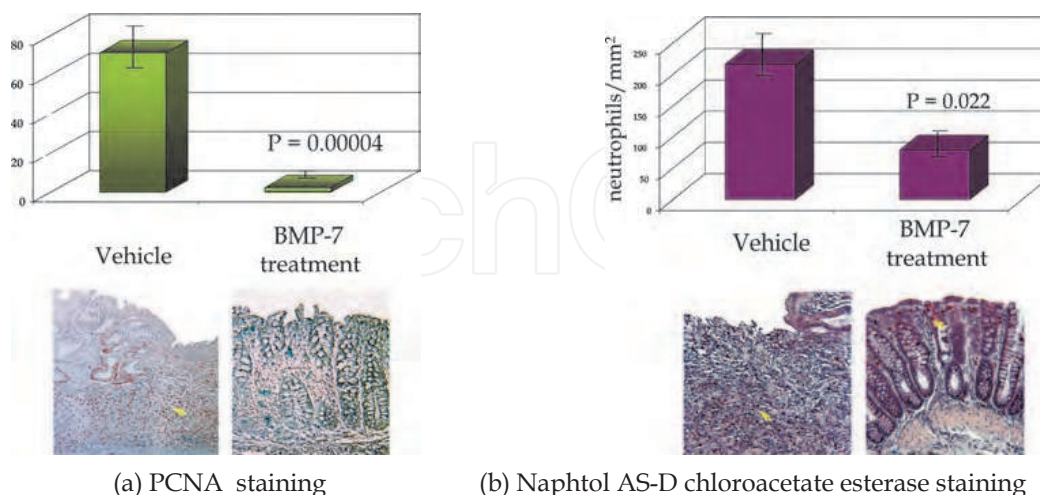 80
60
40
20
0
P = 0.00004
Vehicle
BMP-7
treatment
(a) PCNA staining
neutrophils/mm²
250
200
150
100
50
0
P = 0.022
Vehicle
BMP-7
treatment
(b) Naphtol AS-D chloroacetate esterase staining
chO